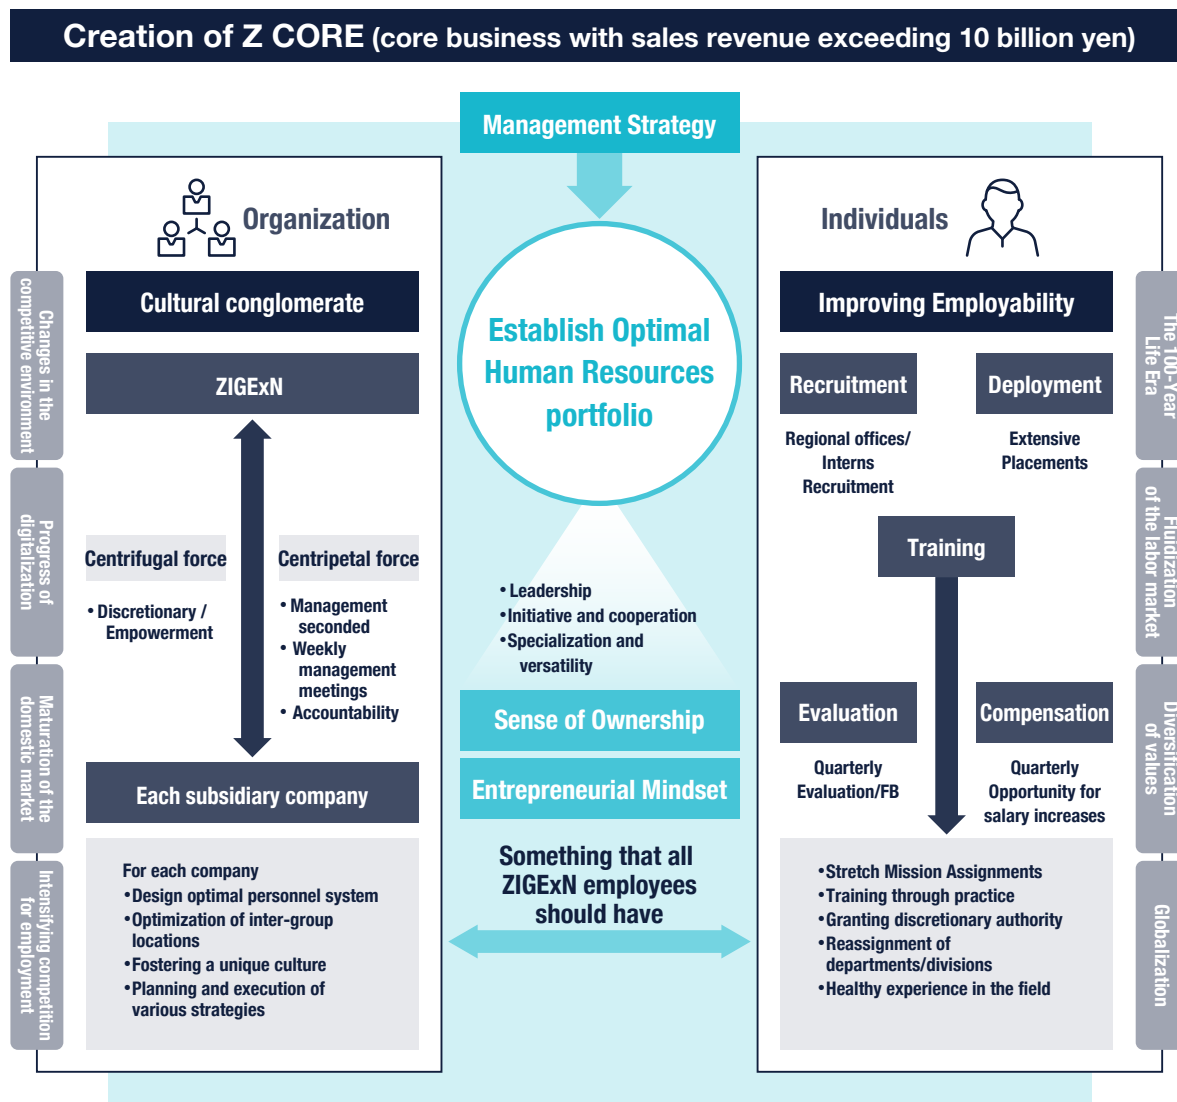 Creation of Z CORE (core business with sales revenue exceeding 10 billion yen)
Management Strategy
Organization
Cultural conglomerate
ZIGExN
Centrifugal force
• Discretionary /
Empowerment
Centripetal force
• Management
seconded
• Weekly
management
meetings
• Accountability
Each subsidiary company
For each company
•Design optimal personnel system
•Optimization of inter-group
locations
•Fostering a unique culture
•Planning and execution of
various strategies
Changes in the
competitive environment
Progress of
digitalization
Maturation of the
domestic market
Intensifying competition
for employment
Establish Optimal
Human Resources
portfolio
• Leadership
•Initiative and cooperation
•Specialization and
versatility
Sense of Ownership
Entrepreneurial Mindset
Something that all
ZIGExN employees
should have
Individuals
Improving Employability
Recruitment
Regional offices/
Interns
Recruitment
Deployment
Extensive
Placements
Training
Evaluation
Quarterly
Evaluation/FB
Compensation
Quarterly
Opportunity for
salary increases
•Stretch Mission Assignments
•Training through practice
•Granting discretionary authority
•Reassignment of
departments/divisions
•Healthy experience in the field
The 100-Year
Life Era
Fluidization
of the labor market
Diversification
of values
Globalization